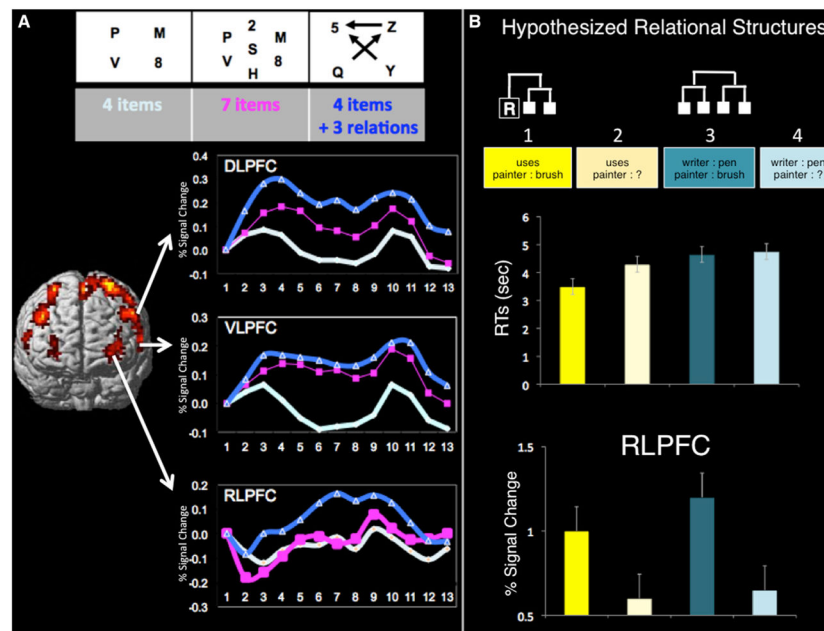 A
P M
V 8
2
P S M
V H 8
5 Z
Q Y
4 items
7 items
4 items
+ 3 relations
DLPFC
% Signal Change
0.4
0.3
0.2
0.1
0.0
-0.1
1 2 3 4 5 6 7 8 9 10 11 12 13
VLPFC
% Signal Change
0.3
0.2
0.1
0.0
-0.1
1 2 3 4 5 6 7 8 9 10 11 12 13
RLPFC
% Signal Change
0.2
0.1
0.0
-0.1
-0.2
-0.3
1 2 3 4 5 6 7 8 9 10 11 12 13
B
Hypothesized Relational Structures
R
1 2 3 4
uses
painter : brush
uses
painter : ?
writer : pen
painter : brush
writer : pen
painter : ?
RTs (sec)
6
5
4
3
2
1
0
RLPFC
% Signal Change
1.5
1
0.5